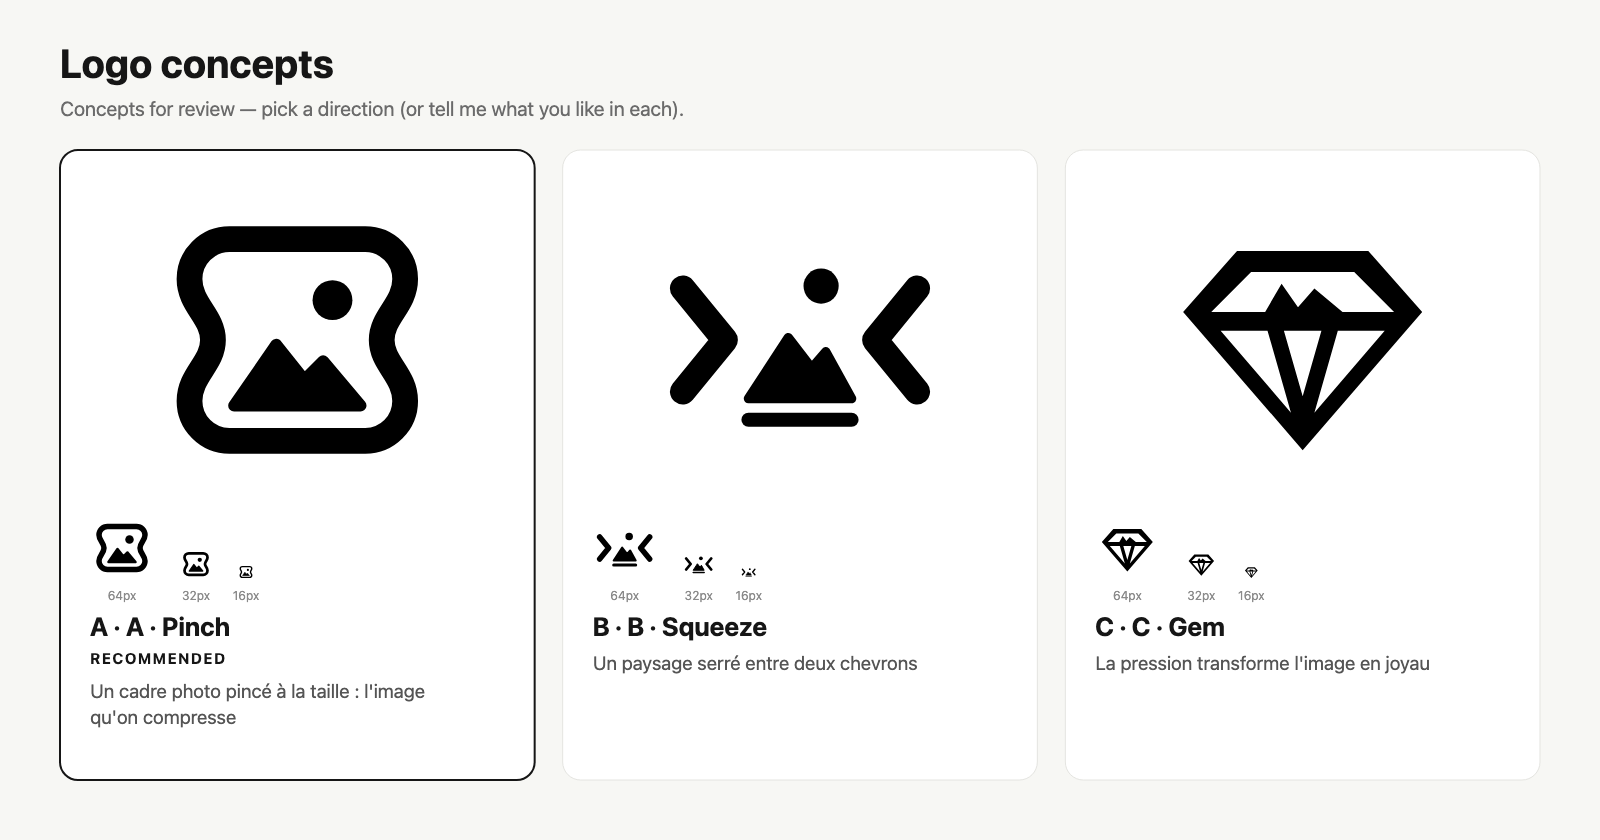 Logo concepts
Concepts for review — pick a direction (or tell me what you like in each).
64px 32px 16px
A · A · Pinch
RECOMMENDED
Un cadre photo pincé à la taille : l'image
qu'on compresse
64px 32px 16px
B · B · Squeeze
Un paysage serré entre deux chevrons
64px 32px 16px
C · C · Gem
La pression transforme l'image en joyau